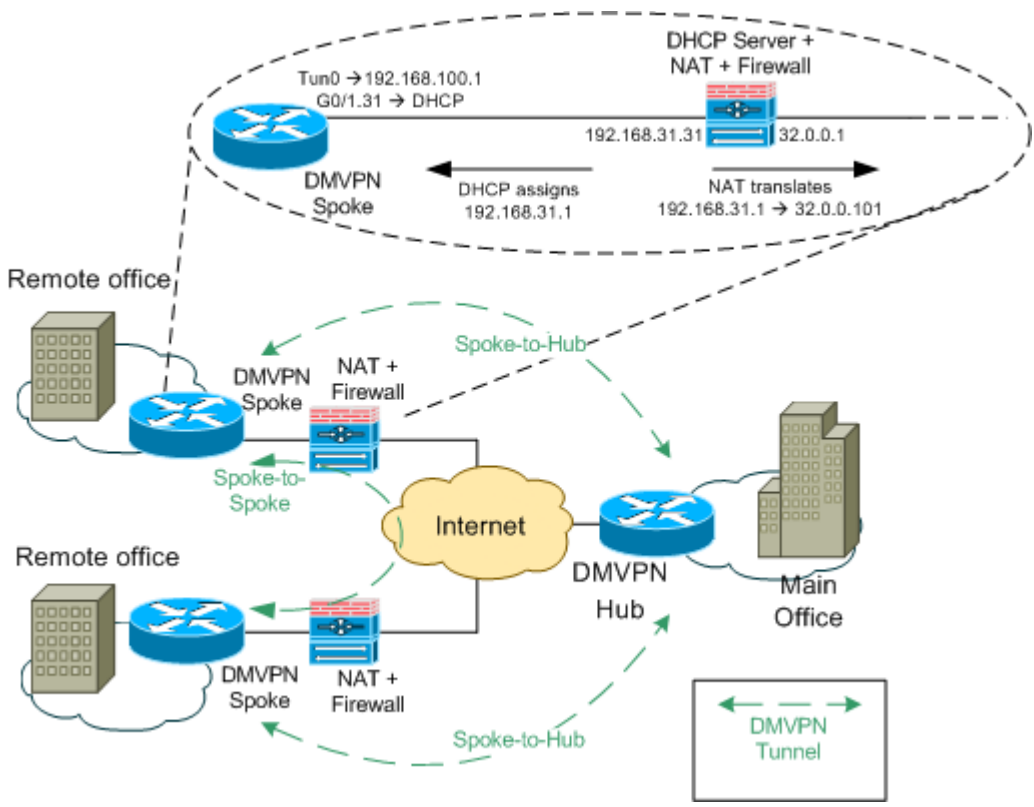 DHCP Server +
NAT + Firewall
Tun0 → 192.168.100.1
G0/1.31 → DHCP
192.168.31.31
32.0.0.1
DMVPN
Spoke
DHCP assigns
192.168.31.1
NAT translates
192.168.31.1 → 32.0.0.101
Remote office
Spoke-to-Hub
DMVPN
Spoke
NAT +
Firewall
Spoke-to-
Spoke
Internet
Remote office
DMVPN
Hub
Main
Office
DMVPN
Spoke
NAT +
Firewall
Spoke-to-Hub
DMVPN
Tunnel